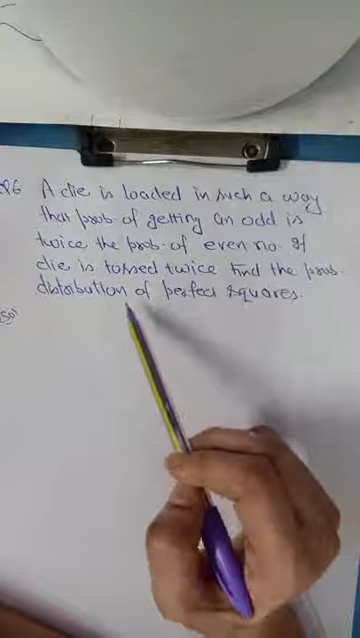 Q6 A die is loaded in such a way
that prob. of getting an odd is
twice the prob. of even no. If
die is tossed twice Find the prob.
distribution of perfect squares.
Sol